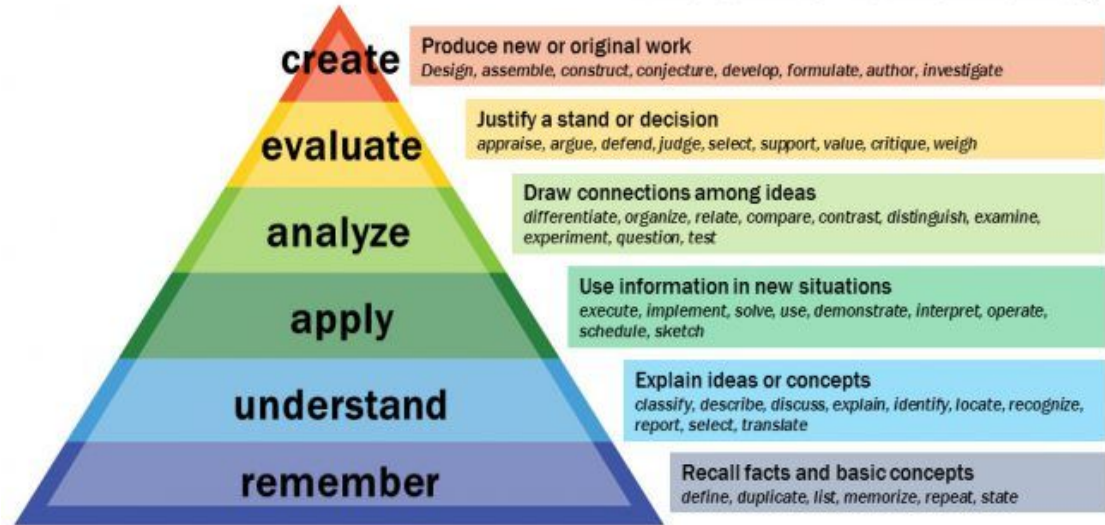 create
Produce new or original work
Design, assemble, construct, conjecture, develop, formulate, author, investigate
evaluate
Justify a stand or decision
appraise, argue, defend, judge, select, support, value, critique, weigh
analyze
Draw connections among ideas
differentiate, organize, relate, compare, contrast, distinguish, examine,
experiment, question, test
apply
Use information in new situations
execute, implement, solve, use, demonstrate, interpret, operate,
schedule, sketch
understand
Explain ideas or concepts
classify, describe, discuss, explain, identify, locate, recognize,
report, select, translate
remember
Recall facts and basic concepts
define, duplicate, list, memorize, repeat, state